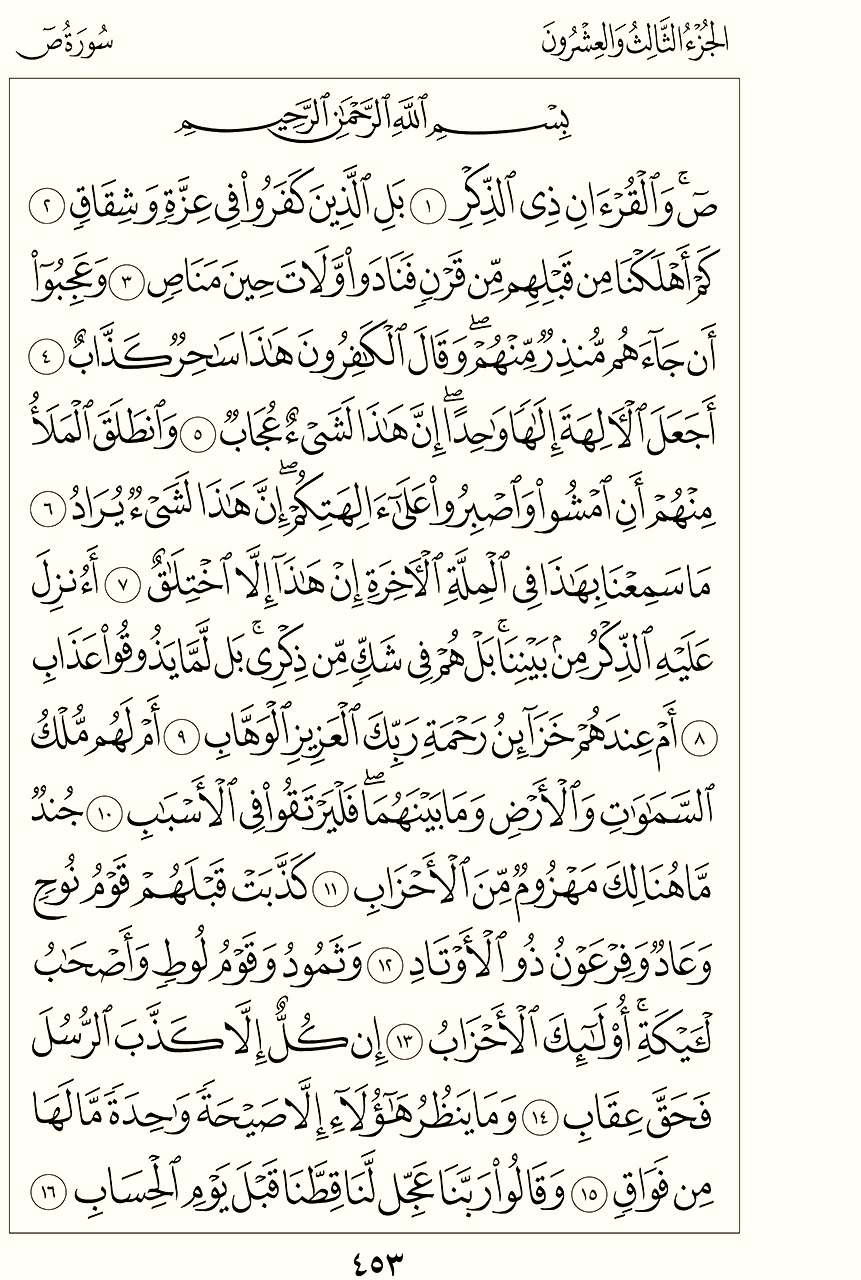 الجُزْءُ الثَّالِثُ وَالعِشْرُونَ
سُورَةُ صٓ
بِسْمِ ٱللَّهِ ٱلرَّحْمَٰنِ ٱلرَّحِيمِ
صٓۚ وَٱلْقُرْءَانِ ذِى ٱلذِّكْرِ ١ بَلِ ٱلَّذِينَ كَفَرُوا۟ فِى عِزَّةٍ وَشِقَاقٍ ٢
كَمْ أَهْلَكْنَا مِن قَبْلِهِم مِّن قَرْنٍ فَنَادَوا۟ وَّلَاتَ حِينَ مَنَاصٍ ٣ وَعَجِبُوٓا۟
أَن جَآءَهُم مُّنذِرٌ مِّنْهُمْۖ وَقَالَ ٱلْكَٰفِرُونَ هَٰذَا سَٰحِرٌ كَذَّابٌ ٤
أَجَعَلَ ٱلْـَٔالِهَةَ إِلَٰهًا وَٰحِدًاۖ إِنَّ هَٰذَا لَشَىْءٌ عُجَابٌ ٥ وَٱنطَلَقَ ٱلْمَلَأُ
مِنْهُمْ أَنِ ٱمْشُوا۟ وَٱصْبِرُوا۟ عَلَىٰٓ ءَالِهَتِكُمْۖ إِنَّ هَٰذَا لَشَىْءٌ يُرَادُ ٦
مَا سَمِعْنَا بِهَٰذَا فِى ٱلْمِلَّةِ ٱلْـَٔاخِرَةِ إِنْ هَٰذَآ إِلَّا ٱخْتِلَٰقٌ ٧ أَءُنزِلَ
عَلَيْهِ ٱلذِّكْرُ مِنۢ بَيْنِنَاۚ بَلْ هُمْ فِى شَكٍّ مِّن ذِكْرِىۚ بَل لَّمَّا يَذُوقُوا۟ عَذَابِ
٨ أَمْ عِندَهُمْ خَزَآئِنُ رَحْمَةِ رَبِّكَ ٱلْعَزِيزِ ٱلْوَهَّابِ ٩ أَمْ لَهُم مُّلْكُ
ٱلسَّمَٰوَٰتِ وَٱلْأَرْضِ وَمَا بَيْنَهُمَاۖ فَلْيَرْتَقُوا۟ فِى ٱلْأَسْبَٰبِ ١٠ جُندٌ
مَّا هُنَالِكَ مَهْزُومٌ مِّنَ ٱلْأَحْزَابِ ١١ كَذَّبَتْ قَبْلَهُمْ قَوْمُ نُوحٍ
وَعَادٌ وَفِرْعَوْنُ ذُو ٱلْأَوْتَادِ ١٢ وَثَمُودُ وَقَوْمُ لُوطٍ وَأَصْحَٰبُ
لْـَٔيْكَةِۚ أُو۟لَٰٓئِكَ ٱلْأَحْزَابُ ١٣ إِن كُلٌّ إِلَّا كَذَّبَ ٱلرُّسُلَ
فَحَقَّ عِقَابِ ١٤ وَمَا يَنظُرُ هَٰٓؤُلَآءِ إِلَّا صَيْحَةً وَٰحِدَةً مَّا لَهَا
مِن فَوَاقٍ ١٥ وَقَالُوا۟ رَبَّنَا عَجِّل لَّنَا قِطَّنَا قَبْلَ يَوْمِ ٱلْحِسَابِ ١٦
٤٥٣